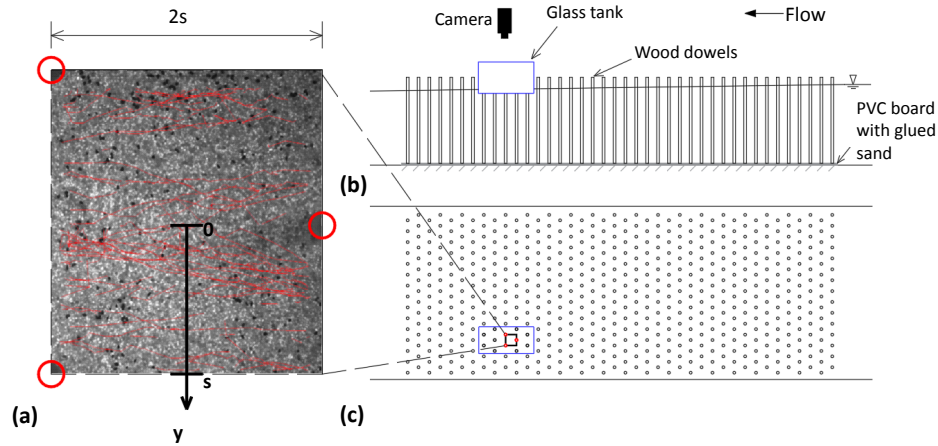 2s
0
s
(a)
y
Camera
Glass tank
Flow
Wood dowels
PVC board
with glued
sand
(b)
(c)